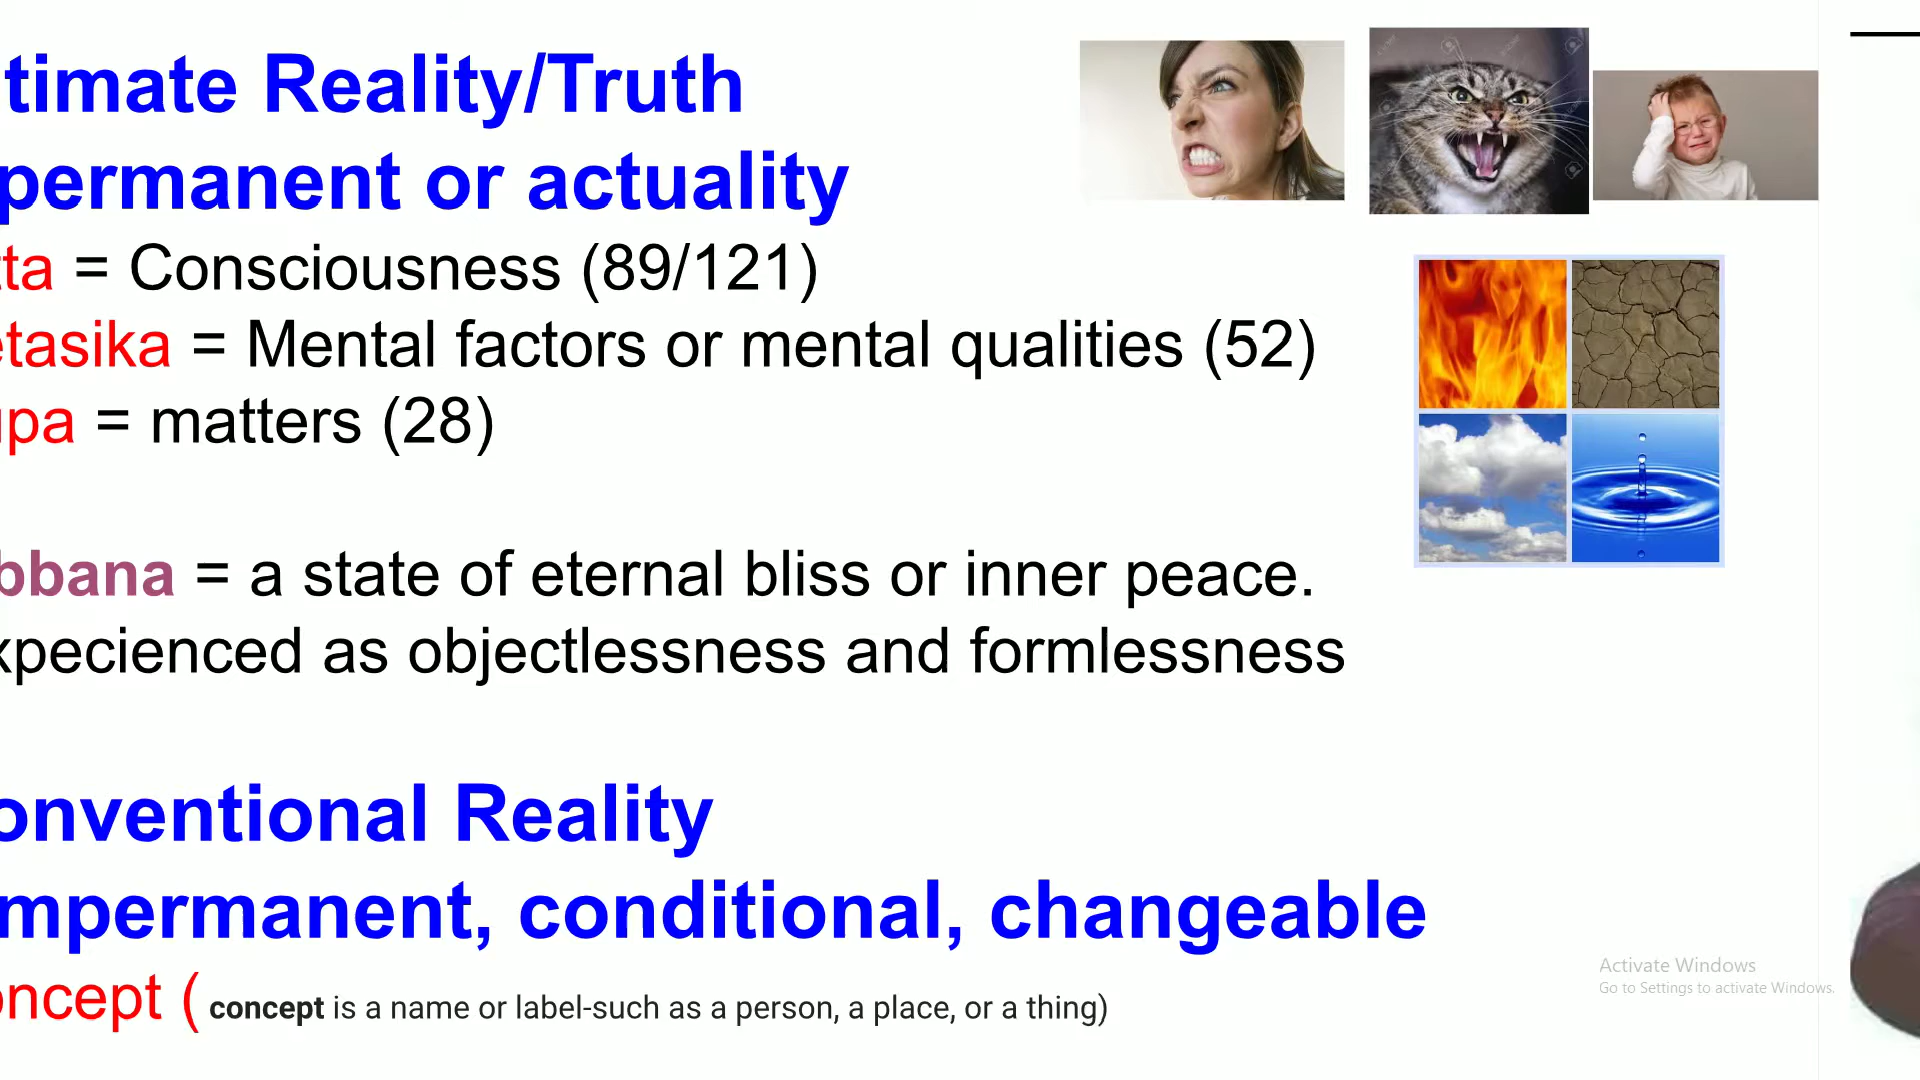 timate Reality/Truth
permanent or actuality
ta = Consciousness (89/121)
etasika = Mental factors or mental qualities (52)
upa = matters (28)
bbana = a state of eternal bliss or inner peace.
xpecienced as objectlessness and formlessness
onventional Reality
mpermanent, conditional, changeable
oncept ( concept is a name or label-such as a person, a place, or a thing)
Activate Windows
Go to Settings to activate Windows.